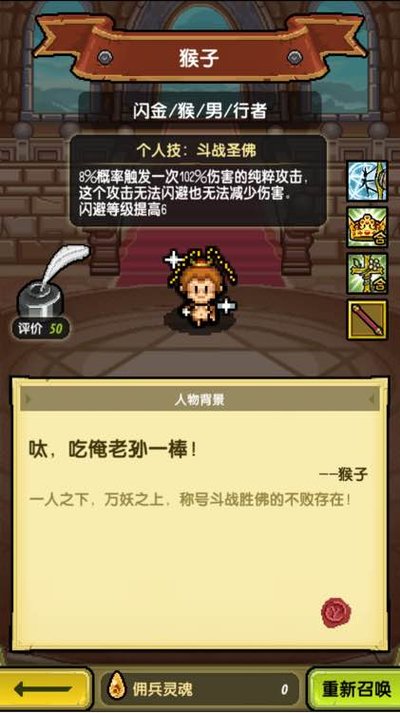 猴子
闪金/猴/男/行者
个人技：斗战圣佛
8%概率触发一次102%伤害的纯粹攻击，
这个攻击无法闪避也无法减少伤害。
闪避等级提高6
合
合
评价 50
人物背景
呔，吃俺老孙一棒！
--猴子
一人之下，万妖之上，称号斗战胜佛的不败存在！
佣兵灵魂
0
重新召唤